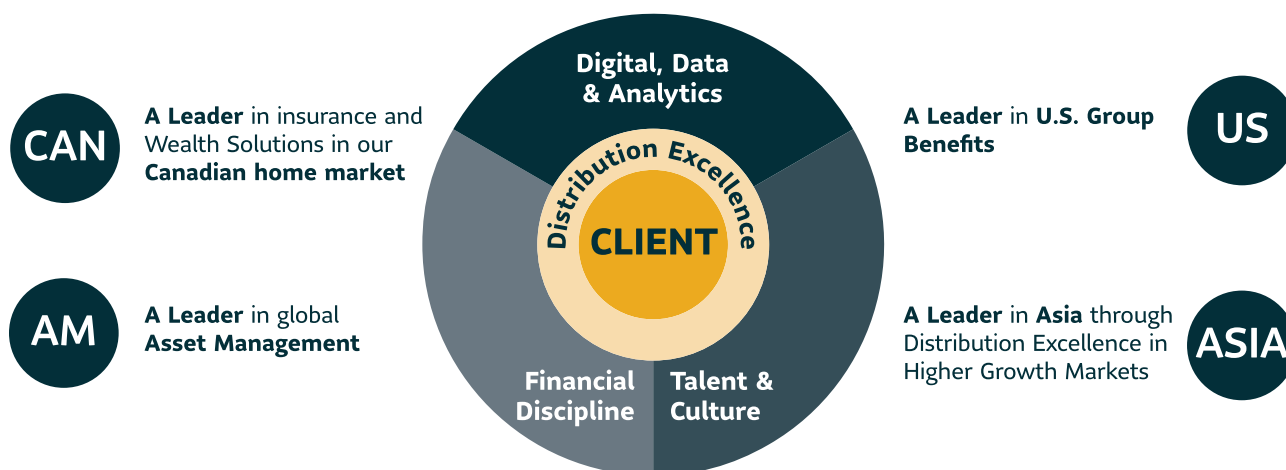 CAN
A Leader in insurance and
Wealth Solutions in our
Canadian home market
AM
A Leader in global
Asset Management
Digital, Data
& Analytics
Distribution Excellence
CLIENT
Financial
Discipline
Talent &
Culture
A Leader in U.S. Group
Benefits
US
A Leader in Asia through
Distribution Excellence in
Higher Growth Markets
ASIA